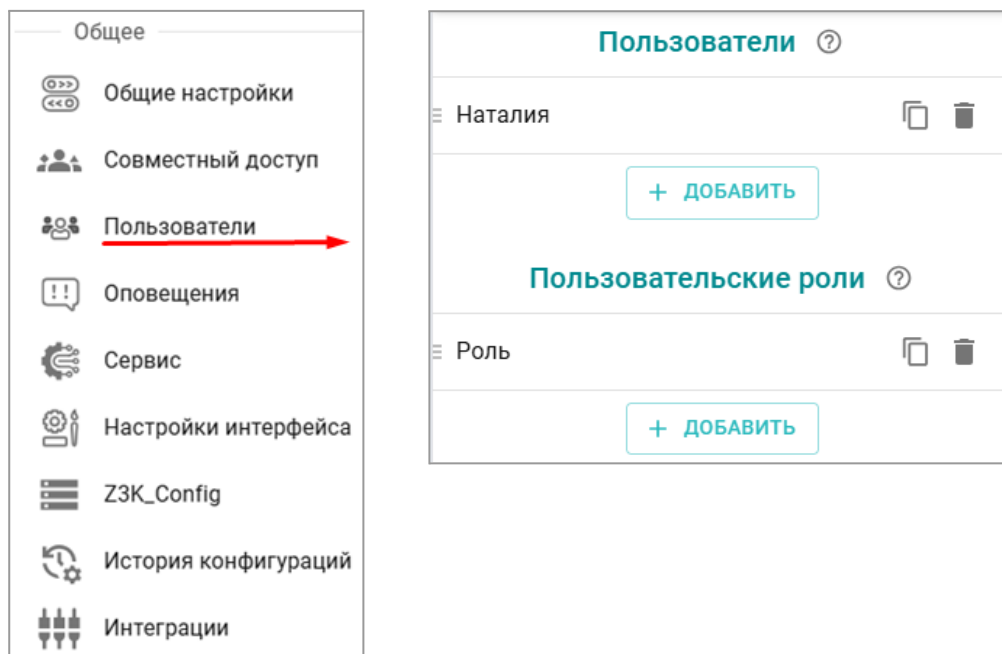 Общее
Общие настройки
Совместный доступ
Пользователи
Оповещения
Сервис
Настройки интерфейса
Z3K_Config
История конфигураций
Интеграции
Пользователи ?
Наталия
+ ДОБАВИТЬ
Пользовательские роли ?
Роль
+ ДОБАВИТЬ